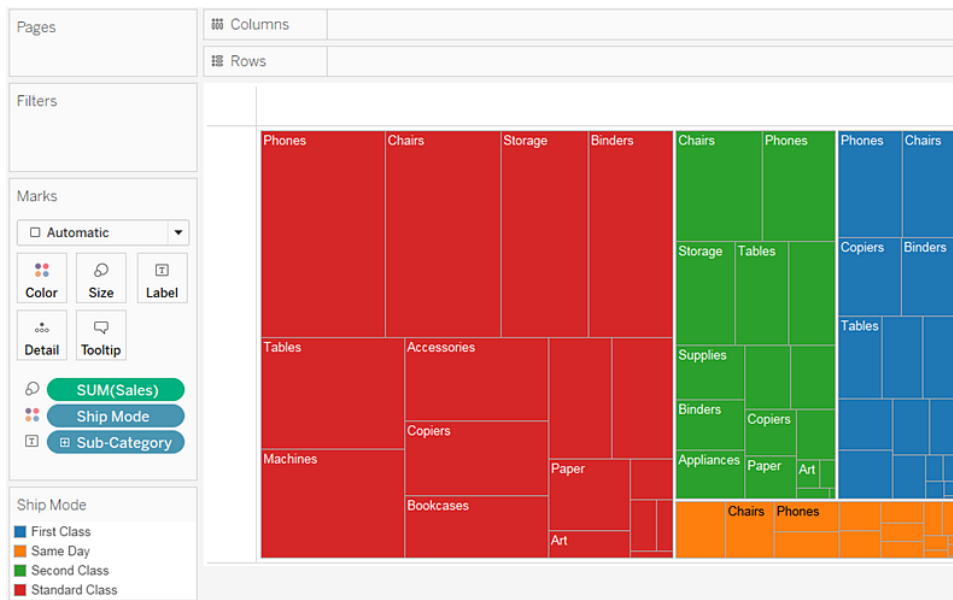 Pages
Columns
Rows
Filters
Marks
Automatic
Color
Size
Label
Detail
Tooltip
SUM(Sales)
Ship Mode
Sub-Category
Ship Mode
First Class
Same Day
Second Class
Standard Class
Phones
Chairs
Storage
Binders
Tables
Accessories
Copiers
Machines
Bookcases
Paper
Art
Chairs
Phones
Storage
Tables
Supplies
Binders
Copiers
Appliances
Paper
Art
Phones
Chairs
Copiers
Binders
Tables
Chairs
Phones